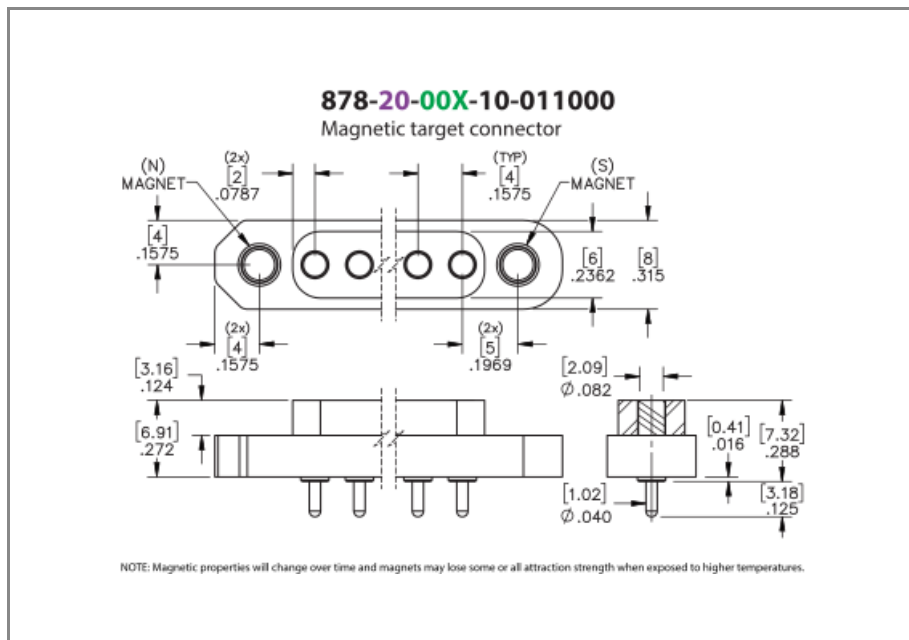 878-20-00X-10-011000
Magnetic target connector
(N)
MAGNET
(2x)
[2]
.0787
(TYP)
[4]
.1575
(S)
MAGNET
[4]
.1575
[6]
.2362
[8]
.315
(2x)
[4]
.1575
(2x)
[5]
.1969
[3.16]
.124
[6.91]
.272
[2.09]
Ø.082
[0.41]
.016
[7.32]
.288
[1.02]
Ø.040
[3.18]
.125
NOTE: Magnetic properties will change over time and magnets may lose some or all attraction strength when exposed to higher temperatures.